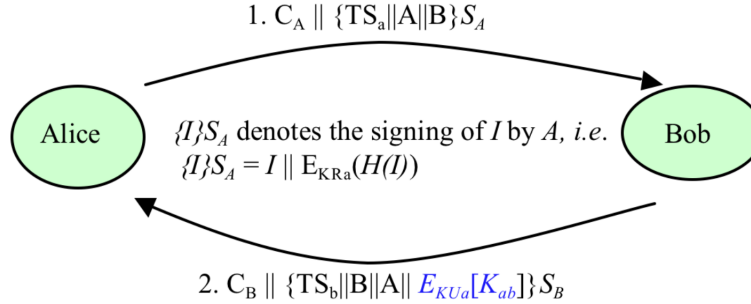 1. C_A || {TS_a||A||B}S_A
Alice
{I}S_A denotes the signing of I by A, i.e.
{I}S_A = I || E_KRa(H(I))
Bob
2. C_B || {TS_b||B||A|| E_KUa[K_ab]}S_B